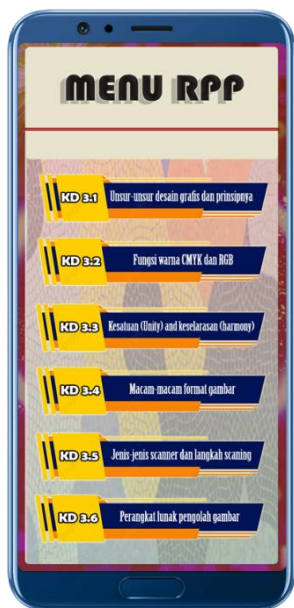 MENU RPP
KD 3.1 Unsur-unsur desain grafis dan prinsipnya
KD 3.2 Fungsi warna CMYK dan RGB
KD 3.3 Kesatuan (Unity) and keselarasan (harmony)
KD 3.4 Macam-macam format gambar
KD 3.5 Jenis-jenis scanner dan langkah scaning
KD 3.6 Perangkat lunak pengolah gambar